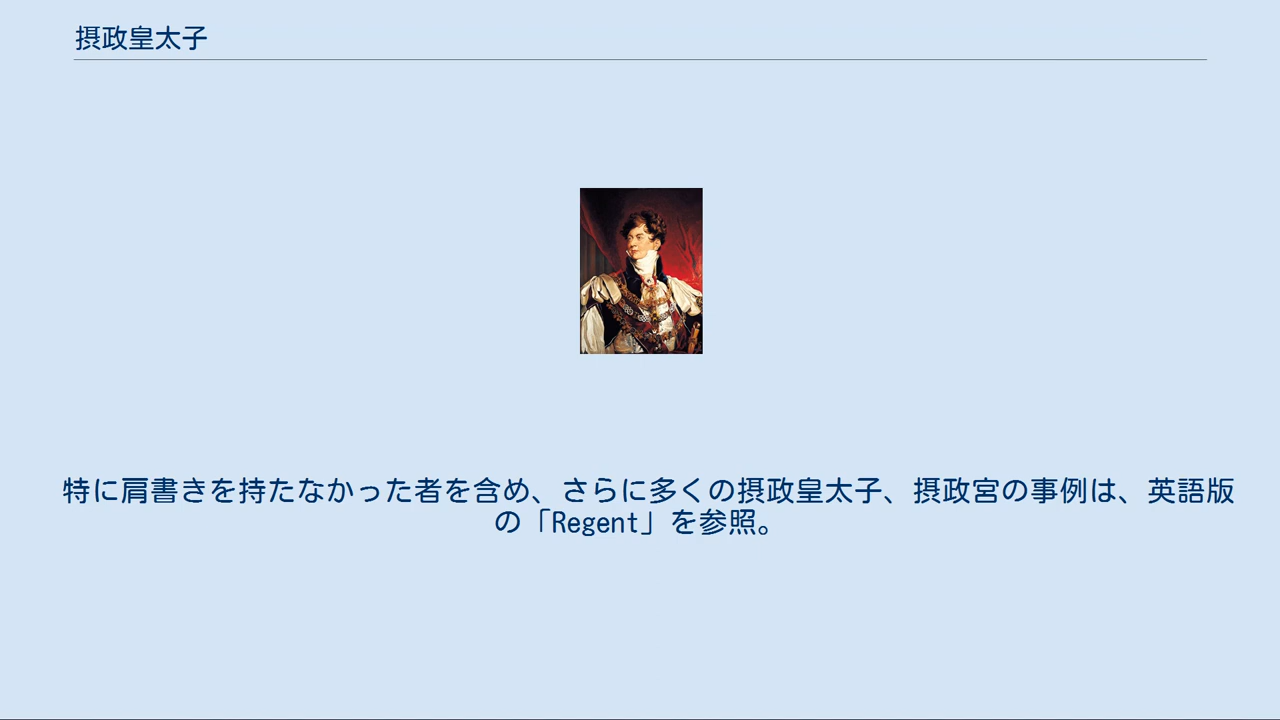 摂政皇太子
特に肩書きを持たなかった者を含め、さらに多くの摂政皇太子、摂政宮の事例は、英語版
の「Regent」を参照。